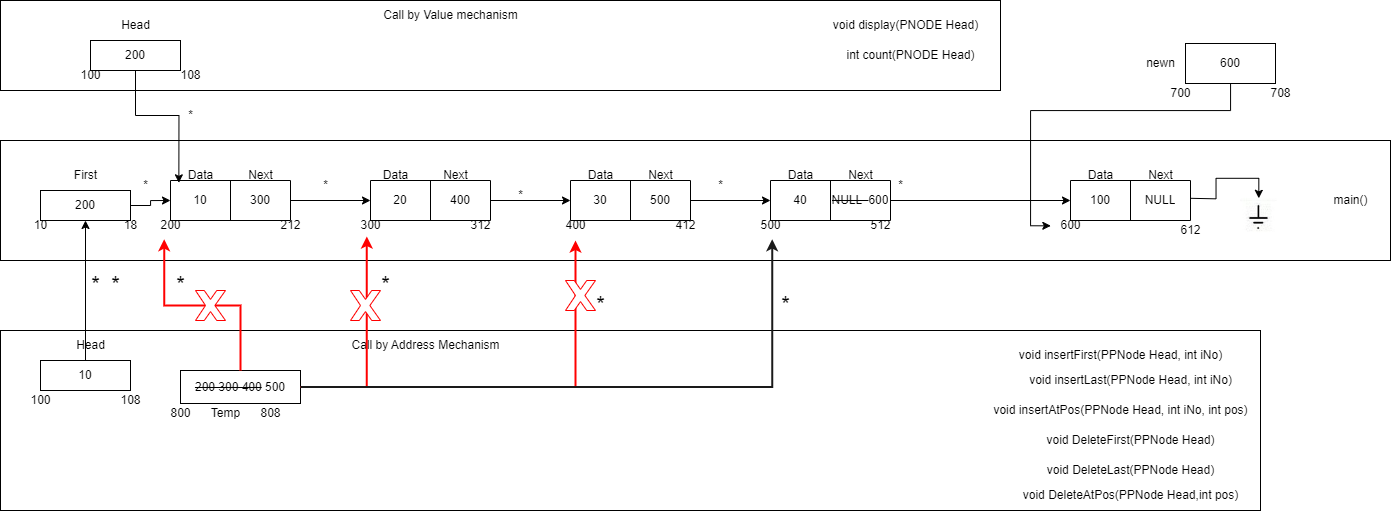 Call by Value mechanism
Head
void display(PNODE Head)
200
int count(PNODE Head)
100
108
newn
600
700
708
*
First
Data
Next
Data
Next
Data
Next
Data
Next
Data
Next
*
*
*
*
*
200
10
300
20
400
30
500
40
NULL 600
100
NULL
main()
10
18
200
212
300
312
400
412
500
512
600
612
* *
*
*
*
*
X
X
X
Head
Call by Address Mechanism
void insertFirst(PPNode Head, int iNo)
10
200 300 400 500
void insertLast(PPNode Head, int iNo)
100
108
800
Temp
808
void insertAtPos(PPNode Head, int iNo, int pos)
void DeleteFirst(PPNode Head)
void DeleteLast(PPNode Head)
void DeleteAtPos(PPNode Head,int pos)